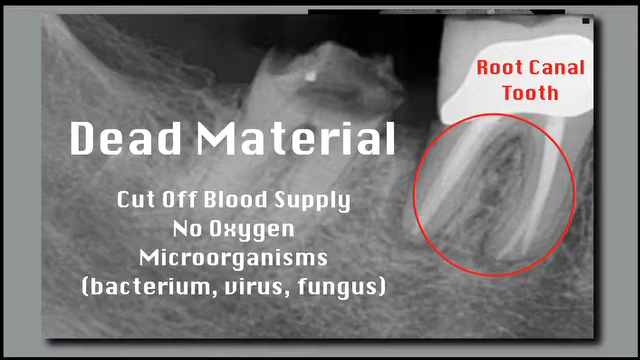 Root Canal
Tooth
Dead Material
Cut Off Blood Supply
No Oxygen
Microorganisms
(bacterium, virus, fungus)